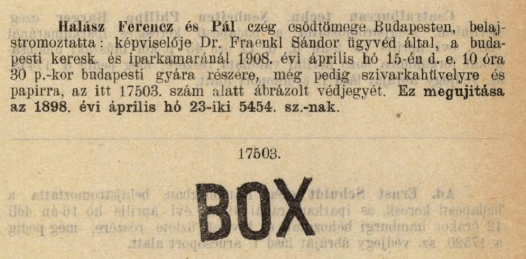 Halász Ferencz és Pál czég csődtömege Budapesten, belaj-
stromoztatta: képviselője Dr. Fraenkl Sándor ügyvéd által, a buda-
pesti keresk. és iparkamaránál 1908. évi április hó 15-én d. e. 10 óra
30 p.-kor budapesti gyára részére, még pedig szivarkahüvelyre és
papirra, az itt 17503. szám alatt ábrázolt védjegyét. Ez megujitása
az 1898. évi április hó 23-iki 5454. sz.-nak.
17503.
BOX